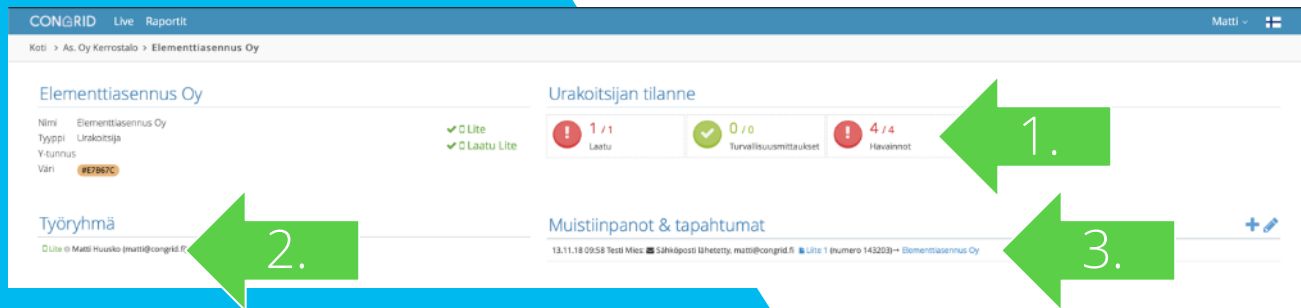 CONGRID Live Raportit Matti
Koti > As. Oy Kerrostalo > Elementtiasennus Oy
Elementtiasennus Oy
Nimi Elementtiasennus Oy
Tyyppi Urakoitsija
Y-tunnus
Väri #E7B67C
Lite
Laatu Lite
Urakoitsijan tilanne
1 / 1 Laatu
0 / 0 Turvallisuusmittaukset
4 / 4 Havainnot
1.
Työryhmä
Lite Matti Huusko (matti@congrid.fi)
2.
Muistiinpanot & tapahtumat
13.11.18 09:58 Testi Mies: Sähköposti lähetetty, matti@congrid.fi Liite 1 (numero 143203)→ Elementtiasennus Oy
3.